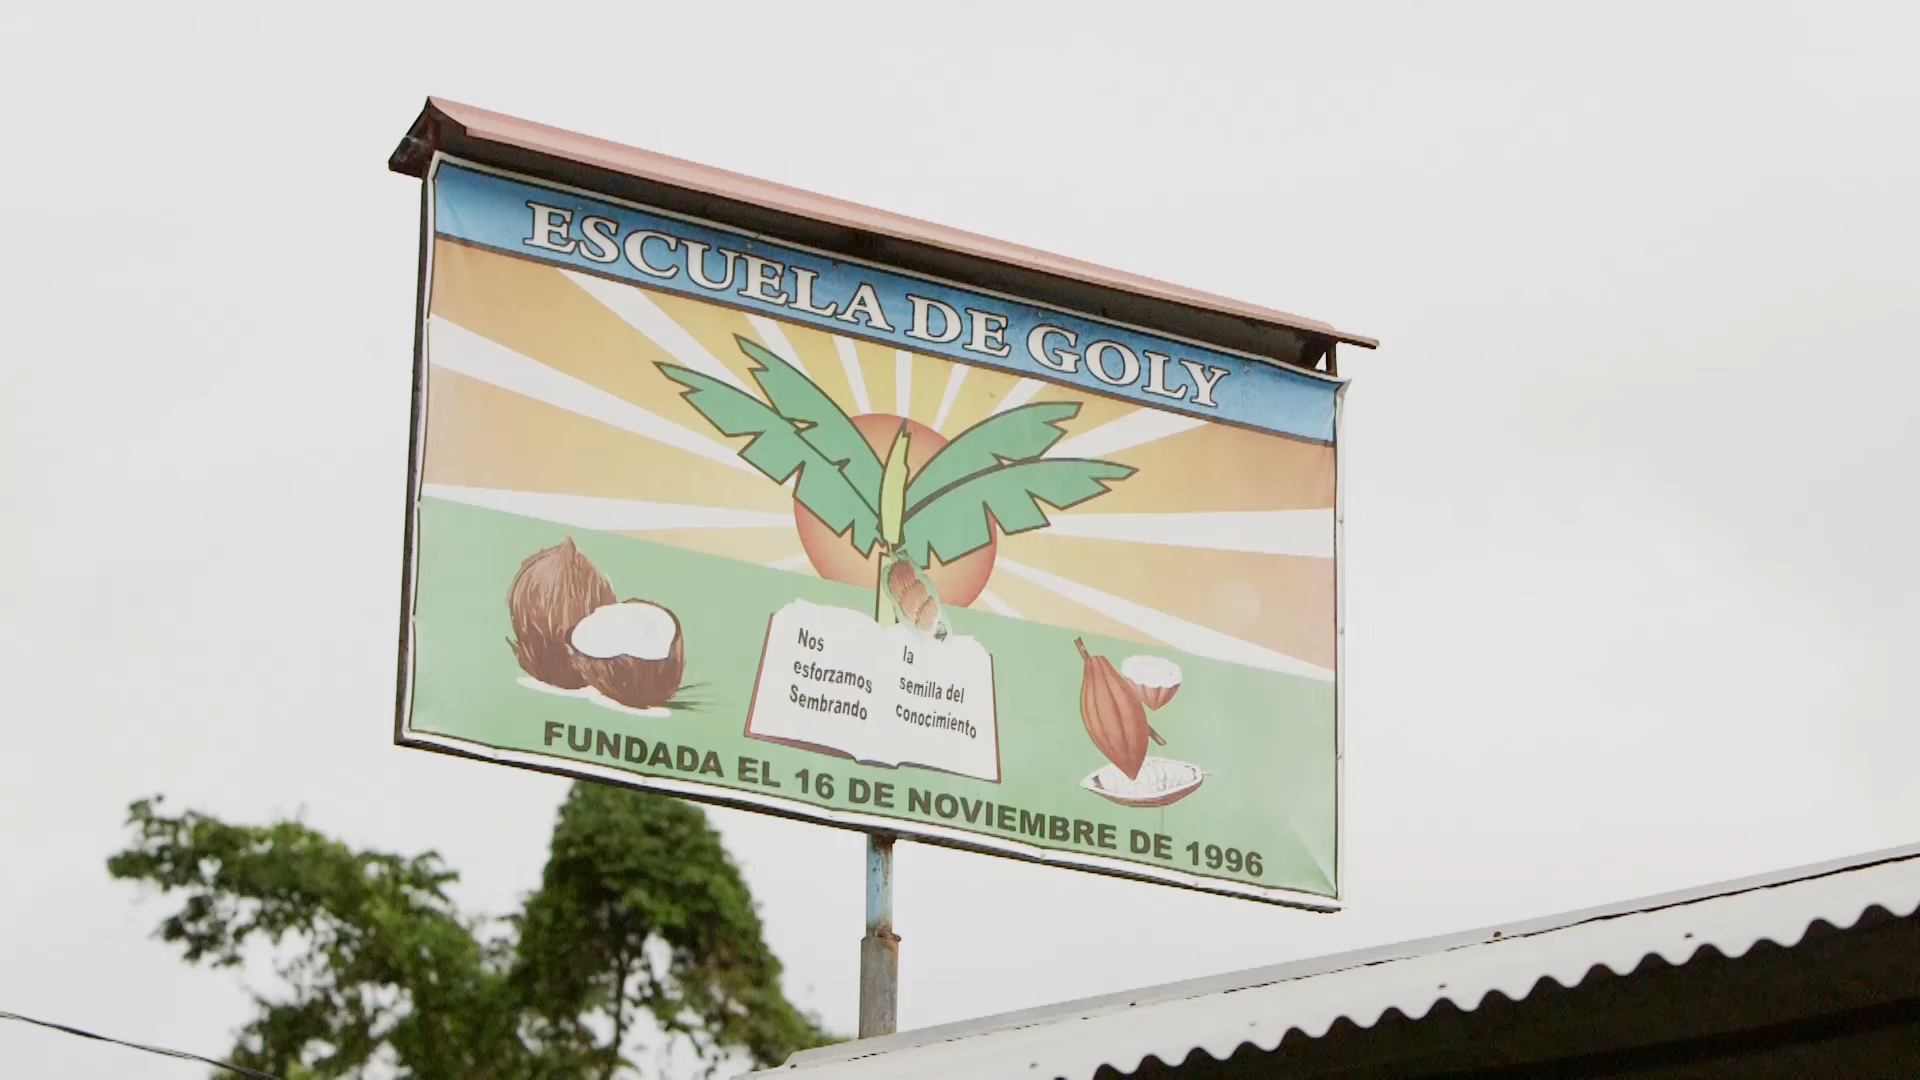 ESCUELA DE GOLY
Nos
esforzamos
Sembrando
la
semilla del
conocimiento
FUNDADA EL 16 DE NOVIEMBRE DE 1996